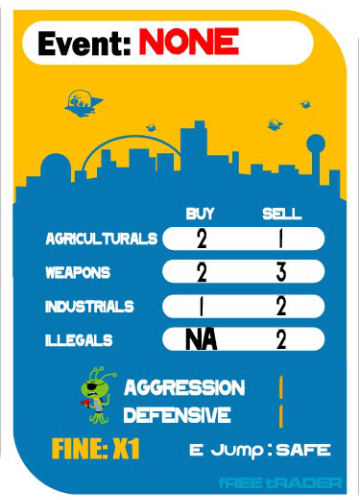 Event: NONE
BUY SELL
AGRICULTURALS 2 1
WEAPONS 2 3
INDUSTRIALS 1 2
ILLEGALS NA 2
AGGRESSION 1
DEFENSIVE 1
FINE: X1 E Jump: SAFE
fREE tRADER